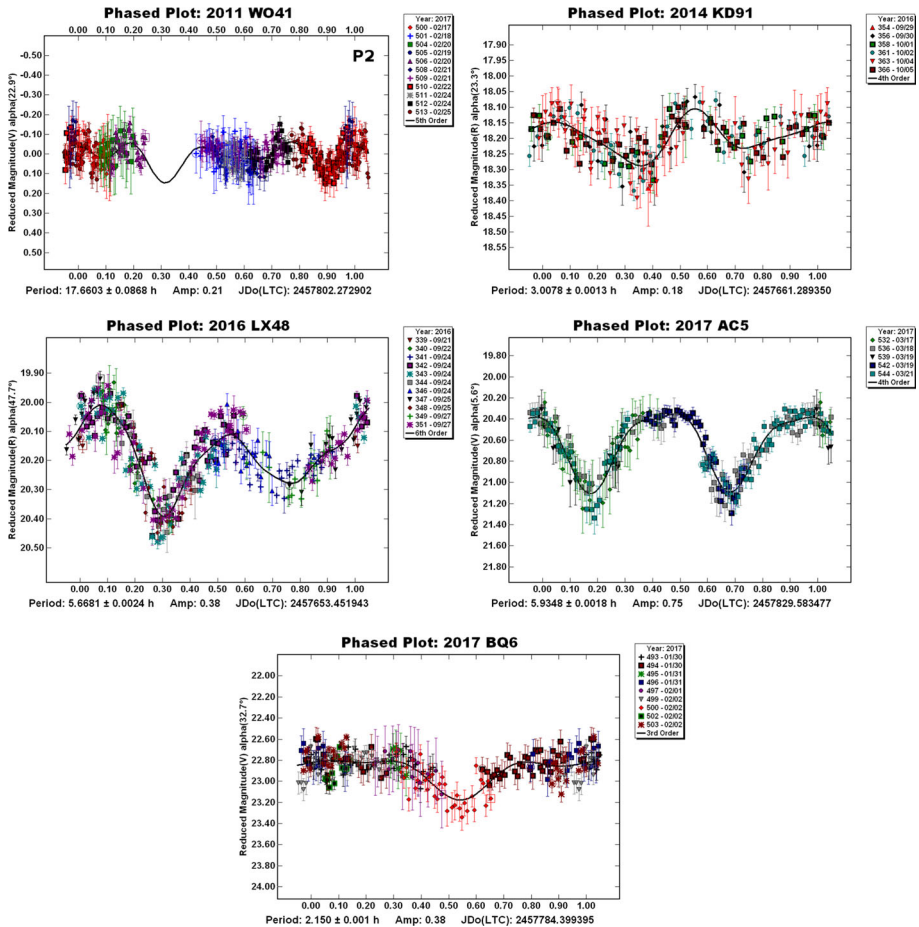 Phased Plot: 2011 WO41
P2
0.00 0.10 0.20 0.30 0.40 0.50 0.60 0.70 0.80 0.90 1.00
-0.50
-0.40
-0.30
-0.20
-0.10
0.00
0.10
0.20
0.30
0.40
0.50
Reduced Magnitude(V) alpha(22.9°)
0.00 0.10 0.20 0.30 0.40 0.50 0.60 0.70 0.80 0.90 1.00
Period: 17.6603 ± 0.0868 h Amp: 0.21 JDo(LTC): 2457802.272902
Year: 2017
500 - 02/17
501 - 02/18
504 - 02/20
505 - 02/19
506 - 02/20
508 - 02/21
509 - 02/21
510 - 02/22
511 - 02/24
512 - 02/24
513 - 02/25
5th Order
Phased Plot: 2014 KD91
17.90
17.95
18.00
18.05
18.10
18.15
18.20
18.25
18.30
18.35
18.40
18.45
18.50
18.55
Reduced Magnitude(R) alpha(23.3°)
0.00 0.10 0.20 0.30 0.40 0.50 0.60 0.70 0.80 0.90 1.00
Period: 3.0078 ± 0.0013 h Amp: 0.18 JDo(LTC): 2457661.289350
Year: 2016
354 - 09/29
356 - 09/30
358 - 10/01
361 - 10/02
363 - 10/04
366 - 10/05
4th Order
Phased Plot: 2016 LX48
19.90
20.00
20.10
20.20
20.30
20.40
20.50
Reduced Magnitude(R) alpha(47.7°)
0.00 0.10 0.20 0.30 0.40 0.50 0.60 0.70 0.80 0.90 1.00
Period: 5.6681 ± 0.0024 h Amp: 0.38 JDo(LTC): 2457653.451943
Year: 2016
339 - 09/21
340 - 09/22
341 - 09/24
342 - 09/24
343 - 09/24
344 - 09/24
346 - 09/24
347 - 09/25
348 - 09/25
349 - 09/27
351 - 09/27
6th Order
Phased Plot: 2017 AC5
19.80
20.00
20.20
20.40
20.60
20.80
21.00
21.20
21.40
21.60
21.80
Reduced Magnitude(V) alpha(5.6°)
0.00 0.10 0.20 0.30 0.40 0.50 0.60 0.70 0.80 0.90 1.00
Period: 5.9348 ± 0.0018 h Amp: 0.75 JDo(LTC): 2457829.583477
Year: 2017
532 - 03/17
536 - 03/18
539 - 03/19
542 - 03/19
544 - 03/21
4th Order
Phased Plot: 2017 BQ6
22.00
22.20
22.40
22.60
22.80
23.00
23.20
23.40
23.60
23.80
24.00
Reduced Magnitude(V) alpha(32.7°)
0.00 0.10 0.20 0.30 0.40 0.50 0.60 0.70 0.80 0.90 1.00
Period: 2.150 ± 0.001 h Amp: 0.38 JDo(LTC): 2457784.399395
Year: 2017
493 - 01/30
494 - 01/30
495 - 01/31
496 - 01/31
497 - 02/01
499 - 02/02
500 - 02/02
502 - 02/02
503 - 02/02
3rd Order